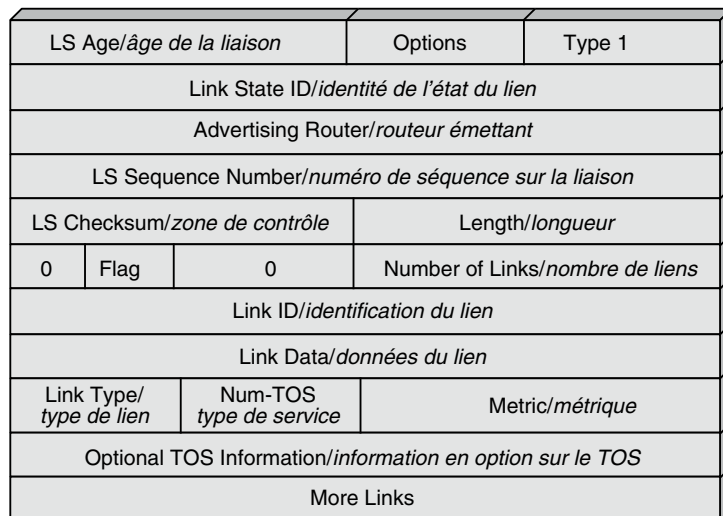 LS Age/âge de la liaison Options Type 1
Link State ID/identité de l'état du lien
Advertising Router/routeur émettant
LS Sequence Number/numéro de séquence sur la liaison
LS Checksum/zone de contrôle Length/longueur
0 Flag 0 Number of Links/nombre de liens
Link ID/identification du lien
Link Data/données du lien
Link Type/
type de lien
Num-TOS
type de service
Metric/métrique
Optional TOS Information/information en option sur le TOS
More Links